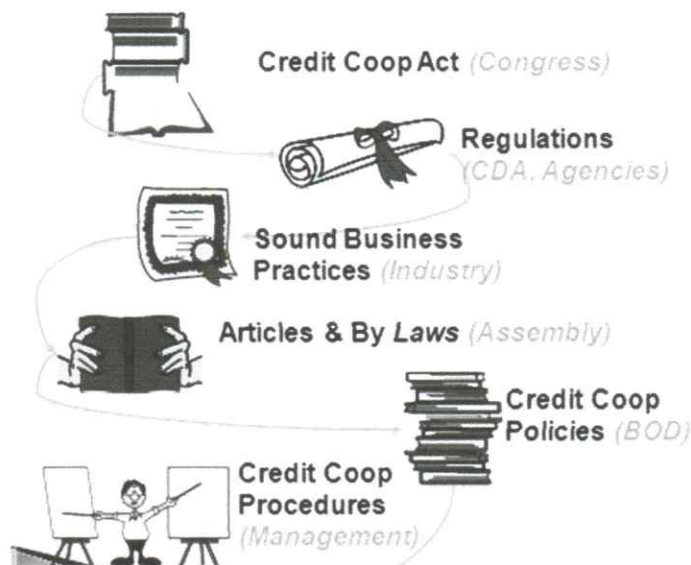 Credit Coop Act (Congress)
Regulations
(CDA, Agencies)
Sound Business
Practices (Industry)
Articles & By Laws (Assembly)
Credit Coop
Policies (BOD)
Credit Coop
Procedures
(Management)